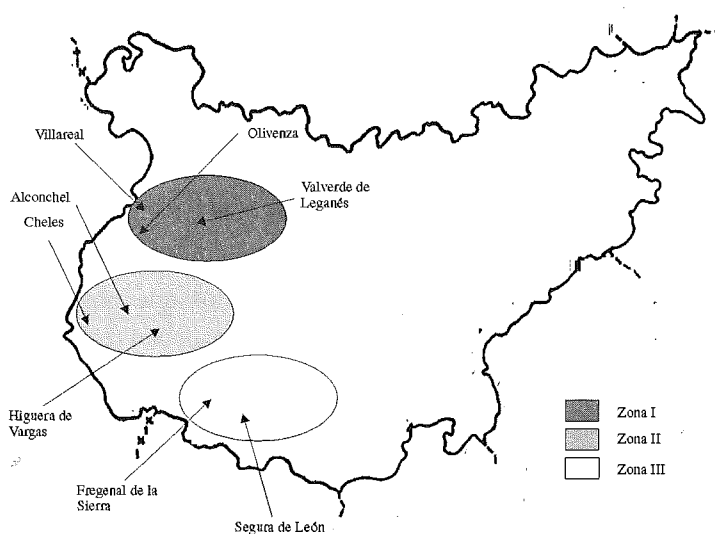 Villareal
Olivenza
Alconchel
Valverde de
Leganés
Cheles
Higuera de
Vargas
Zona I
Zona II
Zona III
Fregenal de la
Sierra
Segura de León